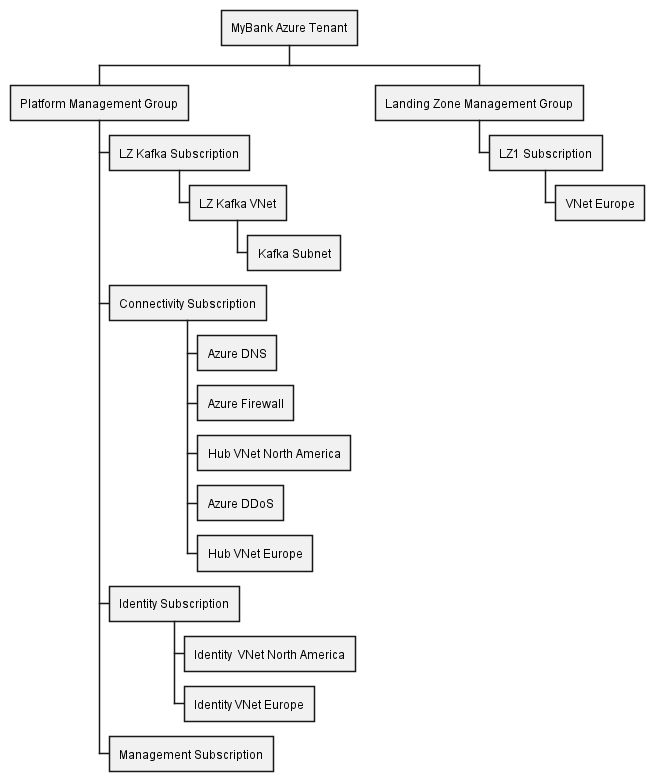 MyBank Azure Tenant
Platform Management Group
Landing Zone Management Group
LZ Kafka Subscription
LZ1 Subscription
LZ Kafka VNet
VNet Europe
Kafka Subnet
Connectivity Subscription
Azure DNS
Azure Firewall
Hub VNet North America
Azure DDoS
Hub VNet Europe
Identity Subscription
Identity  VNet North America
Identity VNet Europe
Management Subscription